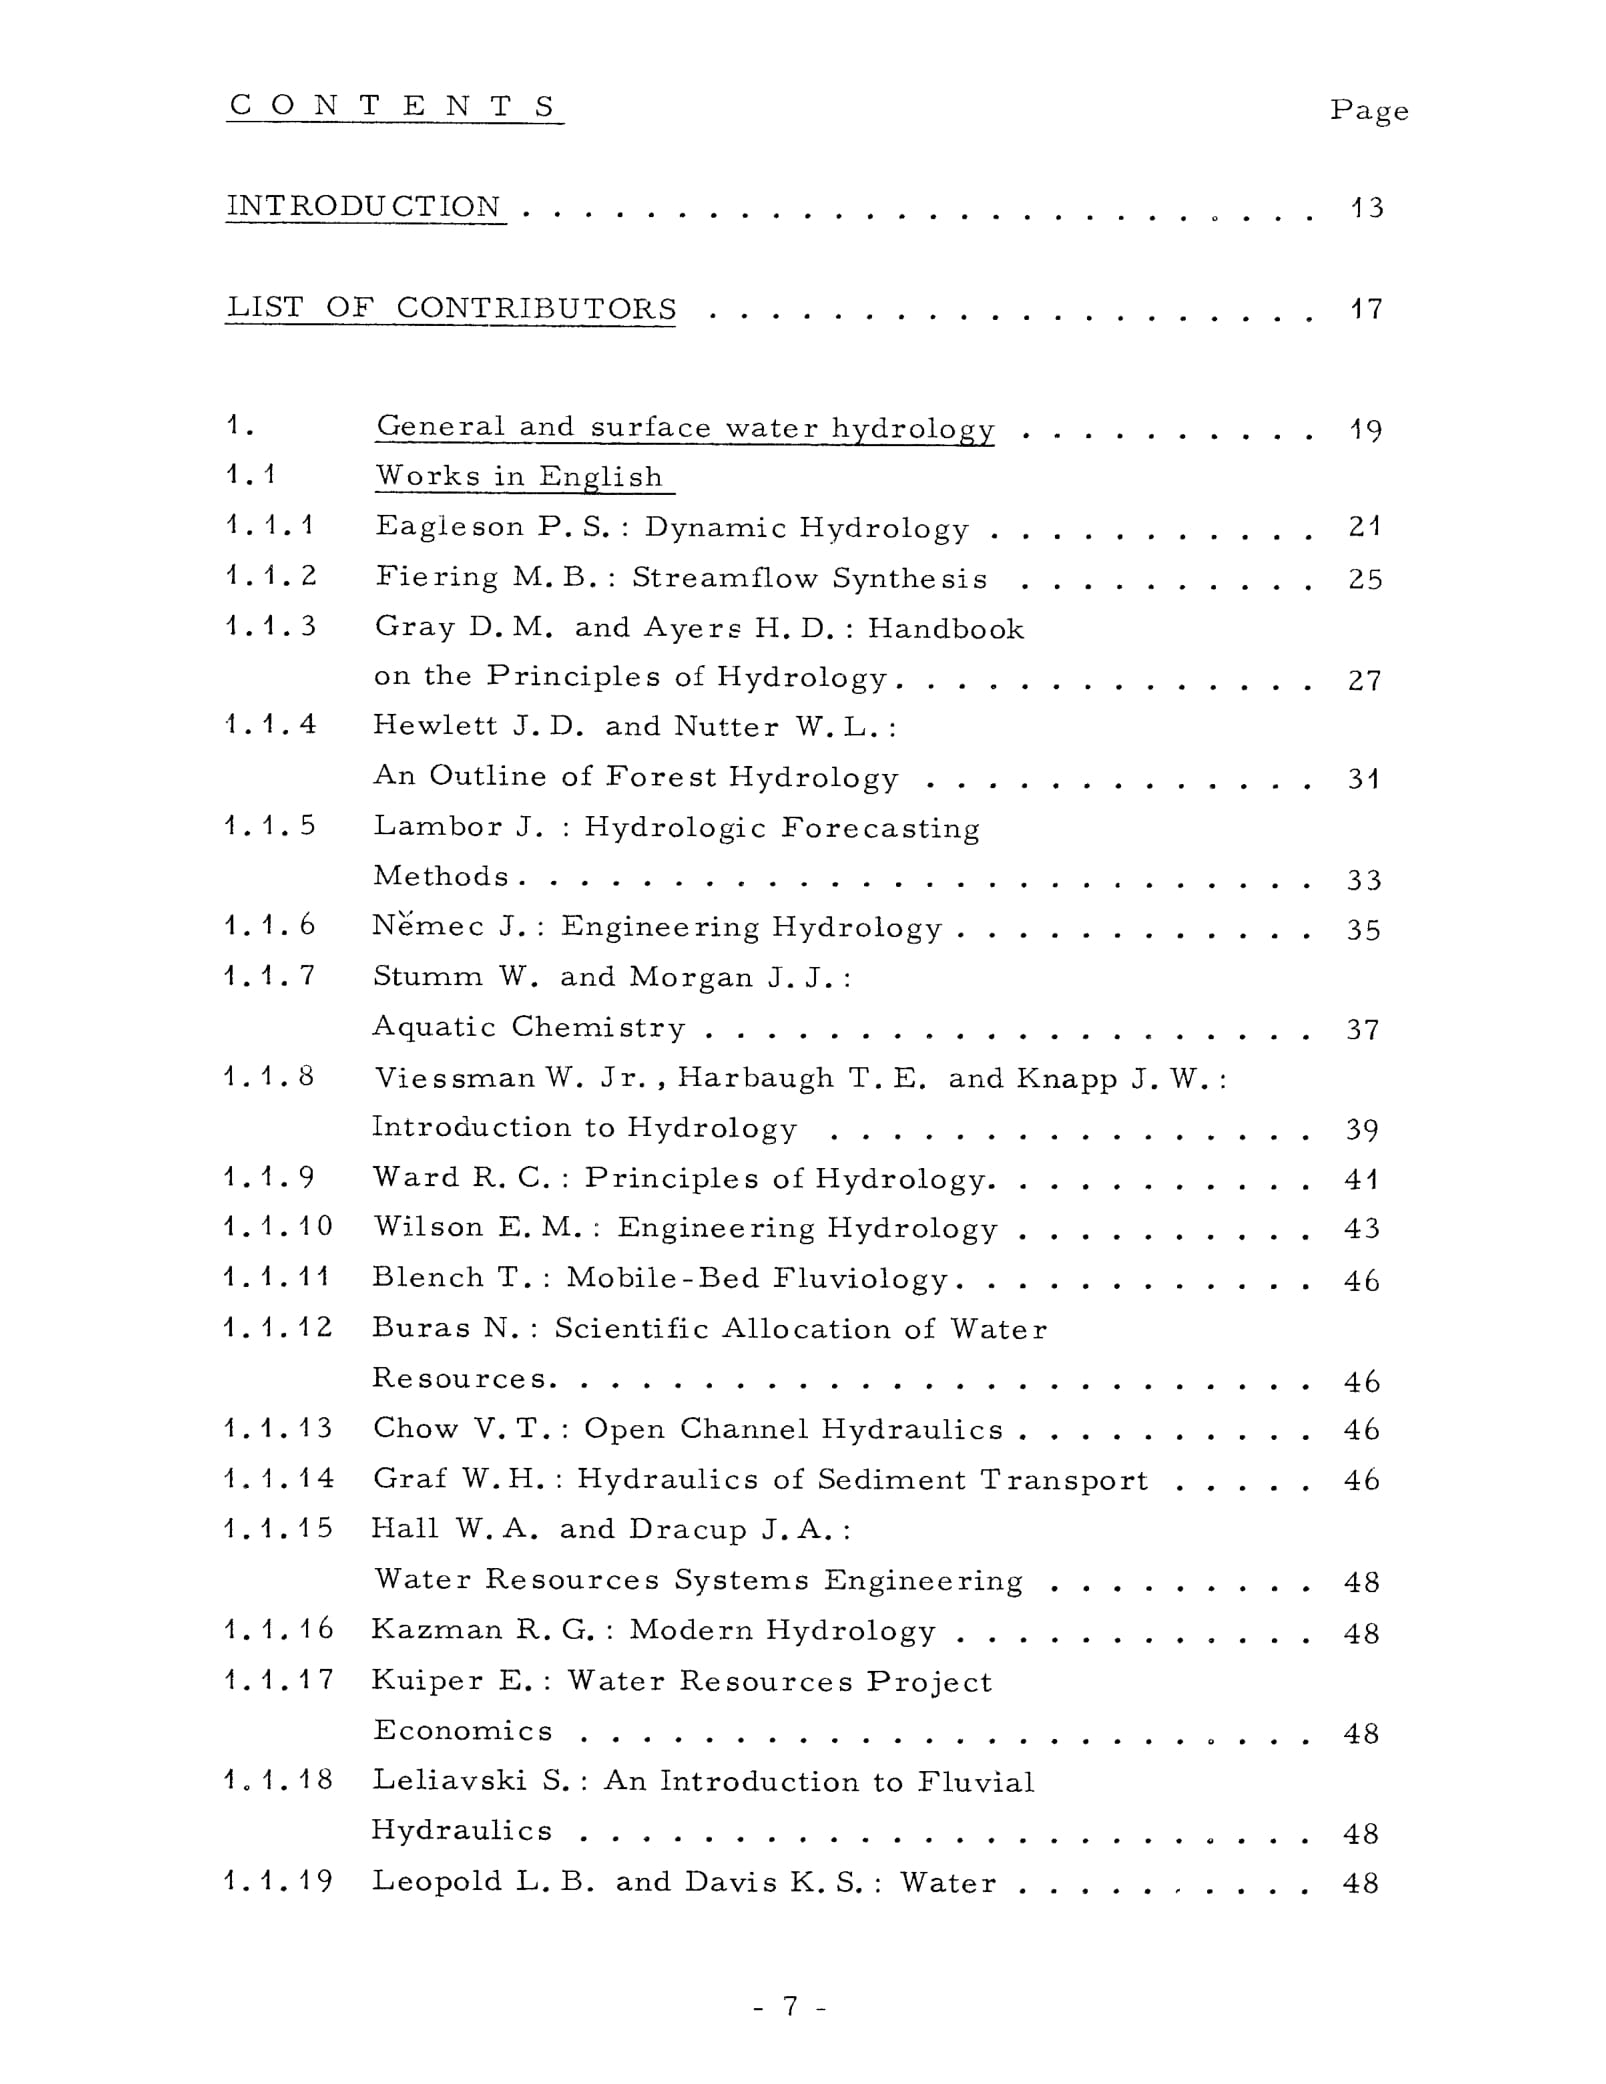 CONTENTS Page
INTRODUCTION . . . . . . . . . . . . . . . . . . . . . . . . . . 13
LIST OF CONTRIBUTORS . . . . . . . . . . . . . . . . . . . . 17
1. General and surface water hydrology . . . . . . . . . . 19
1.1 Works in English
1.1.1 Eagleson P.S.: Dynamic Hydrology . . . . . . . . . . . 21
1.1.2 Fiering M.B.: Streamflow Synthesis . . . . . . . . . . 25
1.1.3 Gray D.M. and Ayers H.D.: Handbook
on the Principles of Hydrology. . . . . . . . . . . . . . 27
1.1.4 Hewlett J.D. and Nutter W.L.:
An Outline of Forest Hydrology . . . . . . . . . . . . . 31
1.1.5 Lambor J. : Hydrologic Forecasting
Methods. . . . . . . . . . . . . . . . . . . . . . . . . . 33
1.1.6 Němec J.: Engineering Hydrology . . . . . . . . . . . . 35
1.1.7 Stumm W. and Morgan J.J.:
Aquatic Chemistry . . . . . . . . . . . . . . . . . . . . 37
1.1.8 Viessman W. Jr., Harbaugh T.E. and Knapp J.W.:
Introduction to Hydrology . . . . . . . . . . . . . . . . 39
1.1.9 Ward R.C.: Principles of Hydrology. . . . . . . . . . . 41
1.1.10 Wilson E.M.: Engineering Hydrology . . . . . . . . . . 43
1.1.11 Blench T.: Mobile-Bed Fluviology. . . . . . . . . . . . 46
1.1.12 Buras N.: Scientific Allocation of Water
Resources. . . . . . . . . . . . . . . . . . . . . . . . . 46
1.1.13 Chow V.T.: Open Channel Hydraulics . . . . . . . . . . 46
1.1.14 Graf W.H.: Hydraulics of Sediment Transport . . . . . 46
1.1.15 Hall W.A. and Dracup J.A.:
Water Resources Systems Engineering . . . . . . . . . 48
1.1.16 Kazman R.G.: Modern Hydrology . . . . . . . . . . . . 48
1.1.17 Kuiper E.: Water Resources Project
Economics . . . . . . . . . . . . . . . . . . . . . . . . 48
1.1.18 Leliavski S.: An Introduction to Fluvial
Hydraulics . . . . . . . . . . . . . . . . . . . . . . . . 48
1.1.19 Leopold L.B. and Davis K.S.: Water . . . . . . . . . . 48
- 7 -